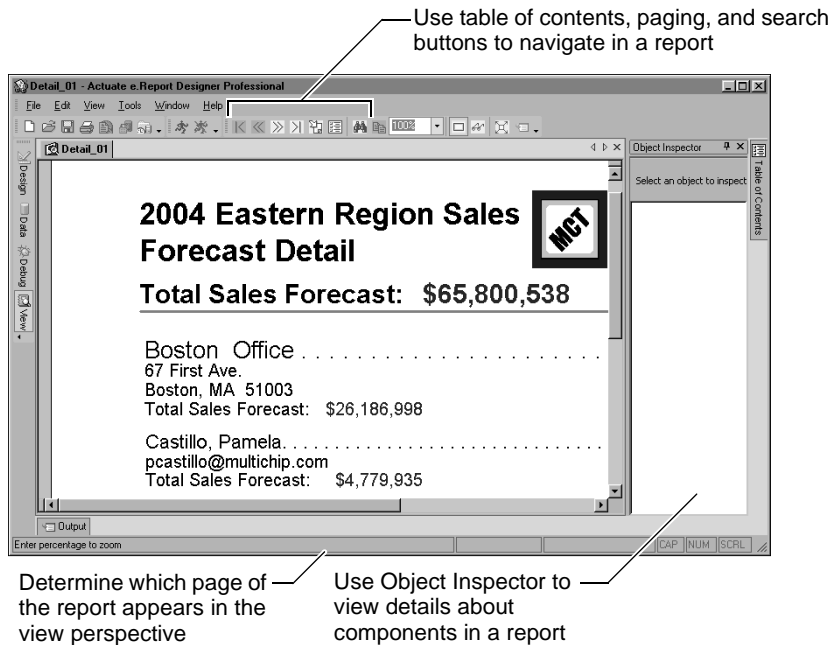 Use table of contents, paging, and search
buttons to navigate in a report
Detail_01 - Actuate e.Report Designer Professional
File Edit View Tools Window Help
100%
Detail_01
Object Inspector
Select an object to inspect
Table of Contents
Design
Data
Debug
View
2004 Eastern Region Sales
Forecast Detail
MCT
Total Sales Forecast: $65,800,538
Boston Office . . . . . . . . . . . . . . . . . . . . . . .
67 First Ave.
Boston, MA 51003
Total Sales Forecast: $26,186,998
Castillo, Pamela. . . . . . . . . . . . . . . . . . . . . . . . . . . . . . . .
pcastillo@multichip.com
Total Sales Forecast: $4,779,935
Output
Enter percentage to zoom
CAP NUM SCRL
Determine which page of
the report appears in the
view perspective
Use Object Inspector to
view details about
components in a report